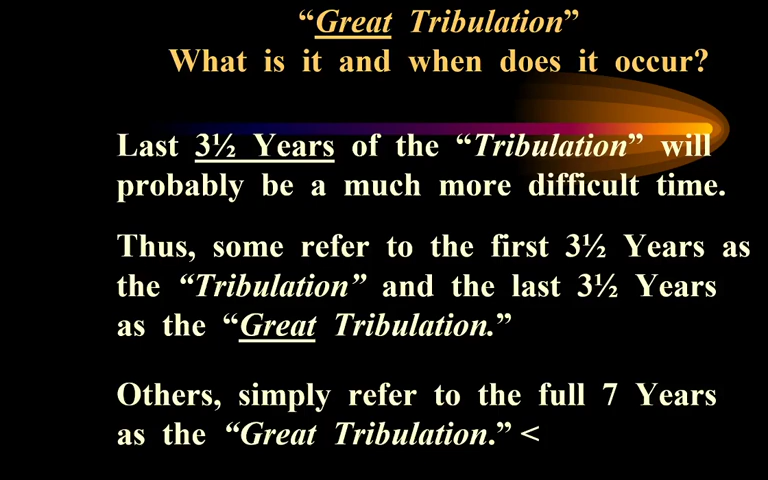 “Great Tribulation”
What is it and when does it occur?
Last 3½ Years of the “Tribulation” will
probably be a much more difficult time.
Thus, some refer to the first 3½ Years as
the “Tribulation” and the last 3½ Years
as the “Great Tribulation.”
Others, simply refer to the full 7 Years
as the “Great Tribulation.” <